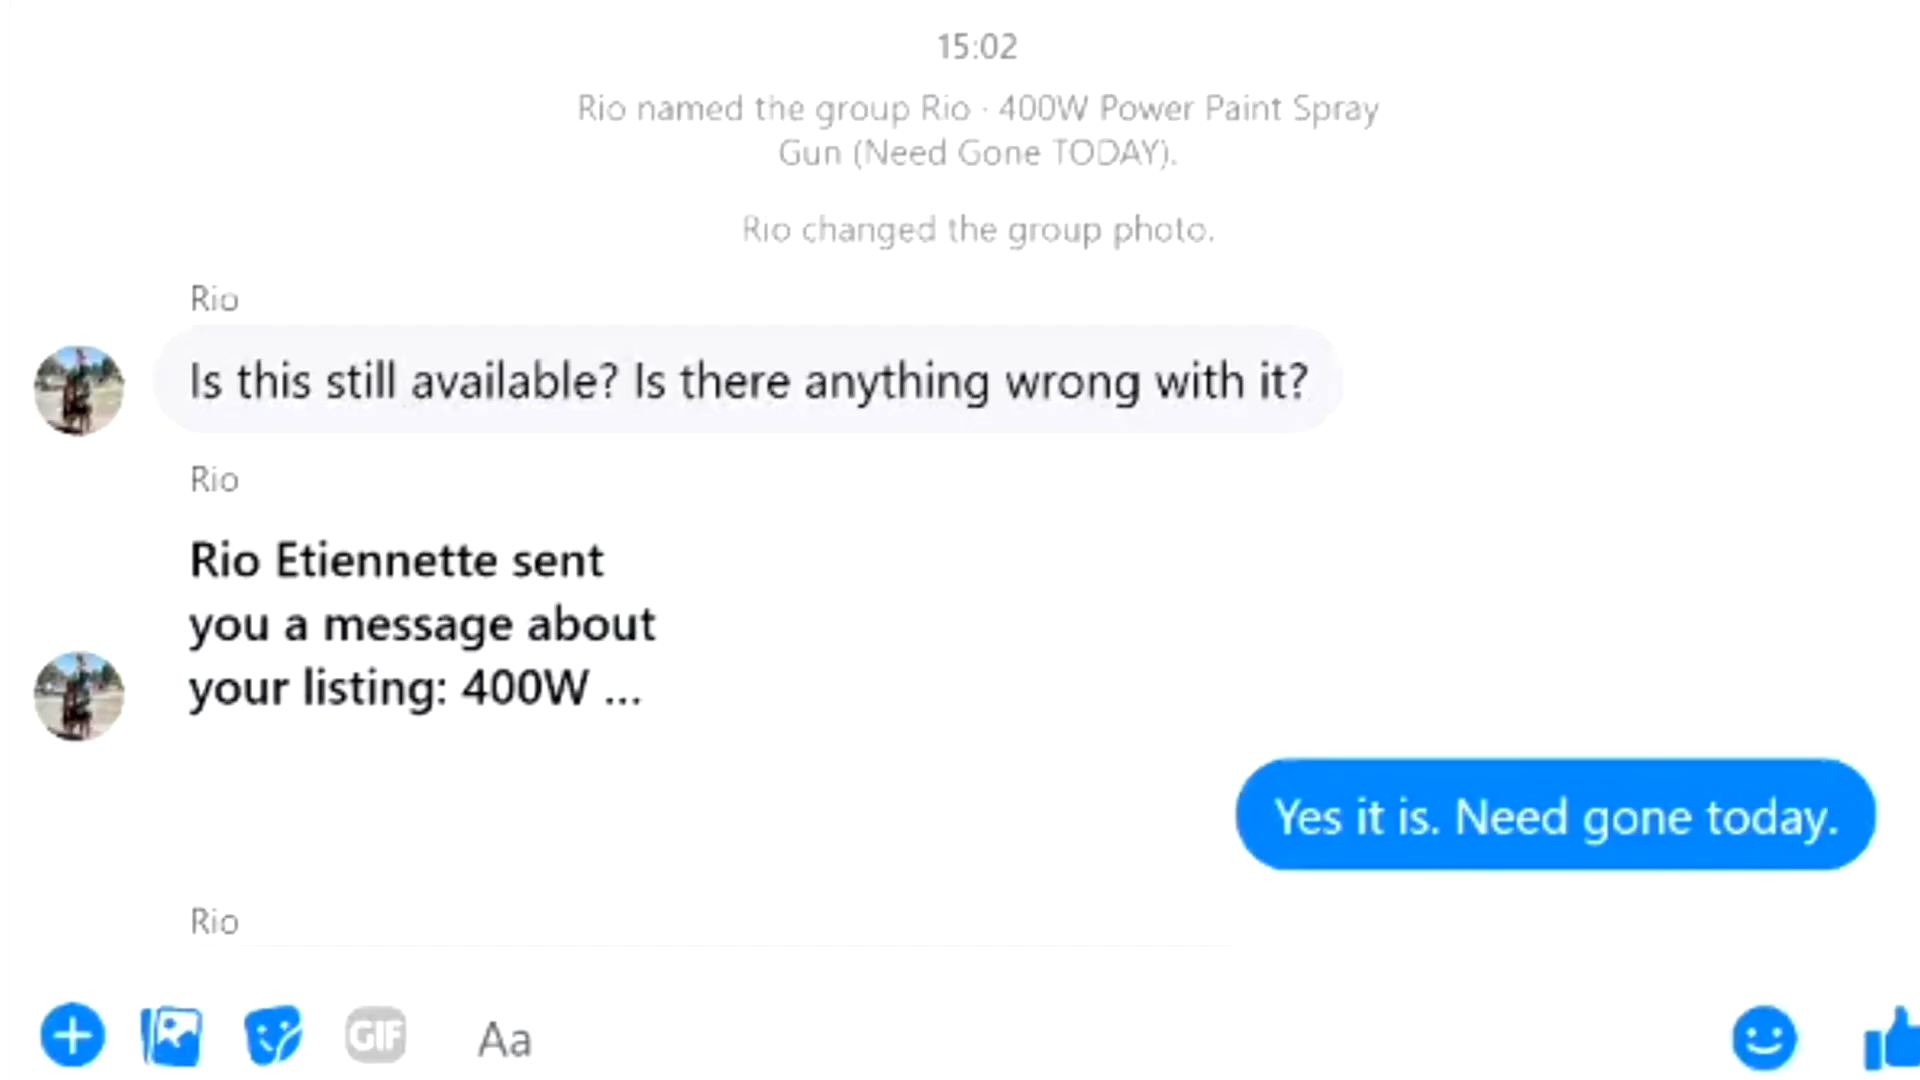 15:02
Rio named the group Rio · 400W Power Paint Spray
Gun (Need Gone TODAY).
Rio changed the group photo.
Rio
Is this still available? Is there anything wrong with it?
Rio
Rio Etiennette sent
you a message about
your listing: 400W ...
Yes it is. Need gone today.
Rio
GIF
Aa